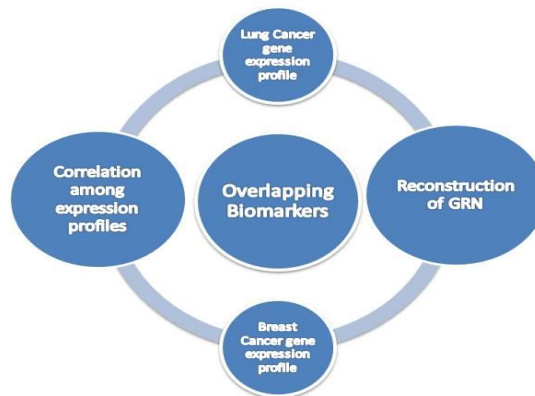 Lung Cancer
gene
expression
profile
Correlation
among
expression
profiles
Overlapping
Biomarkers
Reconstruction
of GRN
Breast
Cancer gene
expression
profile